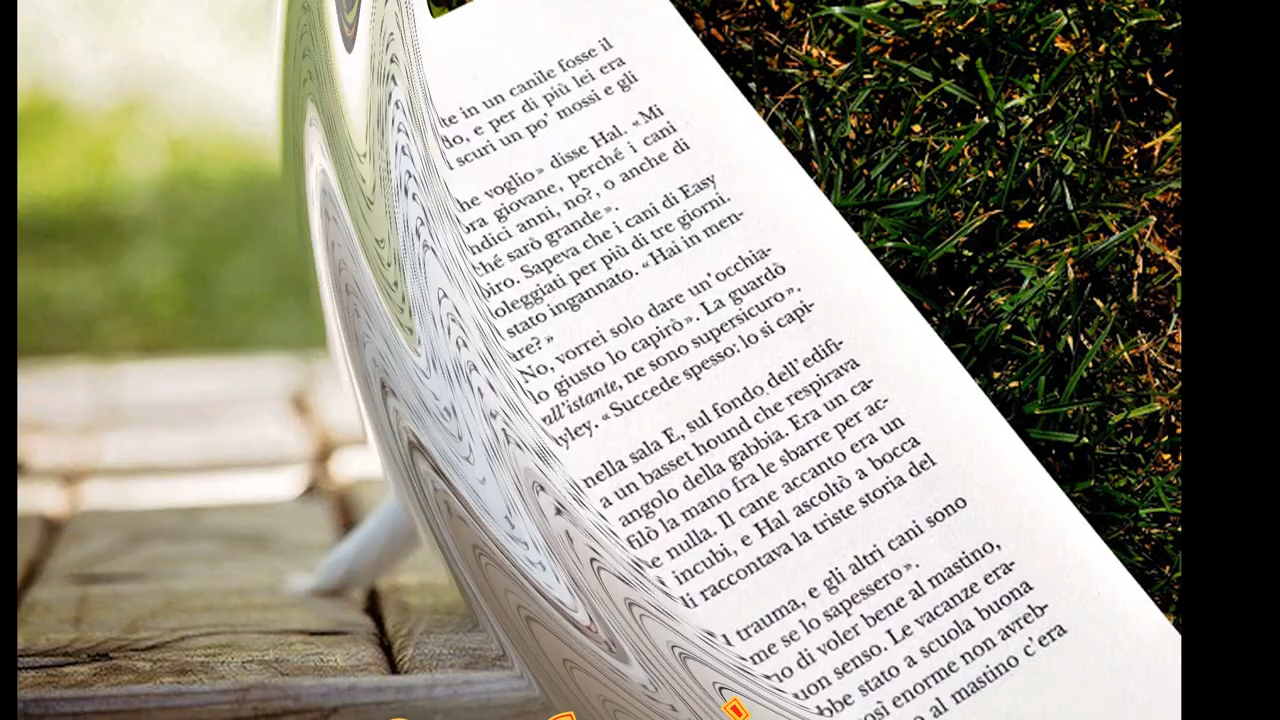 te in un canile fosse il
do, e per di più lei era
scuri un po' mossi e gli
he voglio» disse Hal. «Mi
ora giovane, perché i cani
ndici anni, no?, o anche di
ché sarò grande».
biro. Sapeva che i cani di Easy
oleggiati per più di tre giorni,
stato ingannato. «Hai in men-
are?»
No, vorrei solo dare un'occhia-
lo giusto lo capirò». La guardò
all'istante, ne sono supersicuro».
yley. «Succede spesso: lo si capi-
nella sala E, sul fondo dell'edifi-
a un basset hound che respirava
angolo della gabbia. Era un ca-
filò la mano fra le sbarre per ac-
e nulla. Il cane accanto era un
incubi, e Hal ascoltò a bocca
li raccontava la triste storia del
l trauma, e gli altri cani sono
me se lo sapessero».
no di voler bene al mastino,
uon senso. Le vacanze era-
bbe stato a scuola buona
osì enorme non avreb-
o al mastino c'era